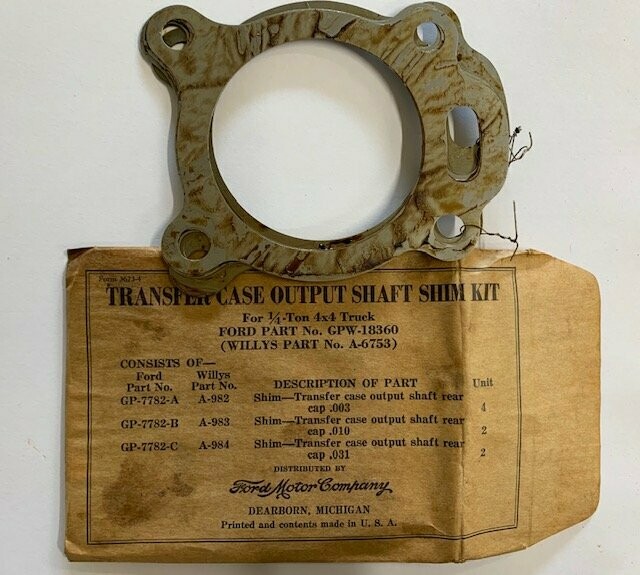 Form 3623-4
TRANSFER CASE OUTPUT SHAFT SHIM KIT
For 1/4-Ton 4x4 Truck
FORD PART No. GPW-18360
(WILLYS PART No. A-6753)
CONSISTS OF—
Ford Part No. Willys Part No. DESCRIPTION OF PART Unit
GP-7782-A A-982 Shim—Transfer case output shaft rear
cap .003 4
GP-7782-B A-983 Shim—Transfer case output shaft rear
cap .010 2
GP-7782-C A-984 Shim—Transfer case output shaft rear
cap .031 2
DISTRIBUTED BY
Ford Motor Company
DEARBORN, MICHIGAN
Printed and contents made in U. S. A.